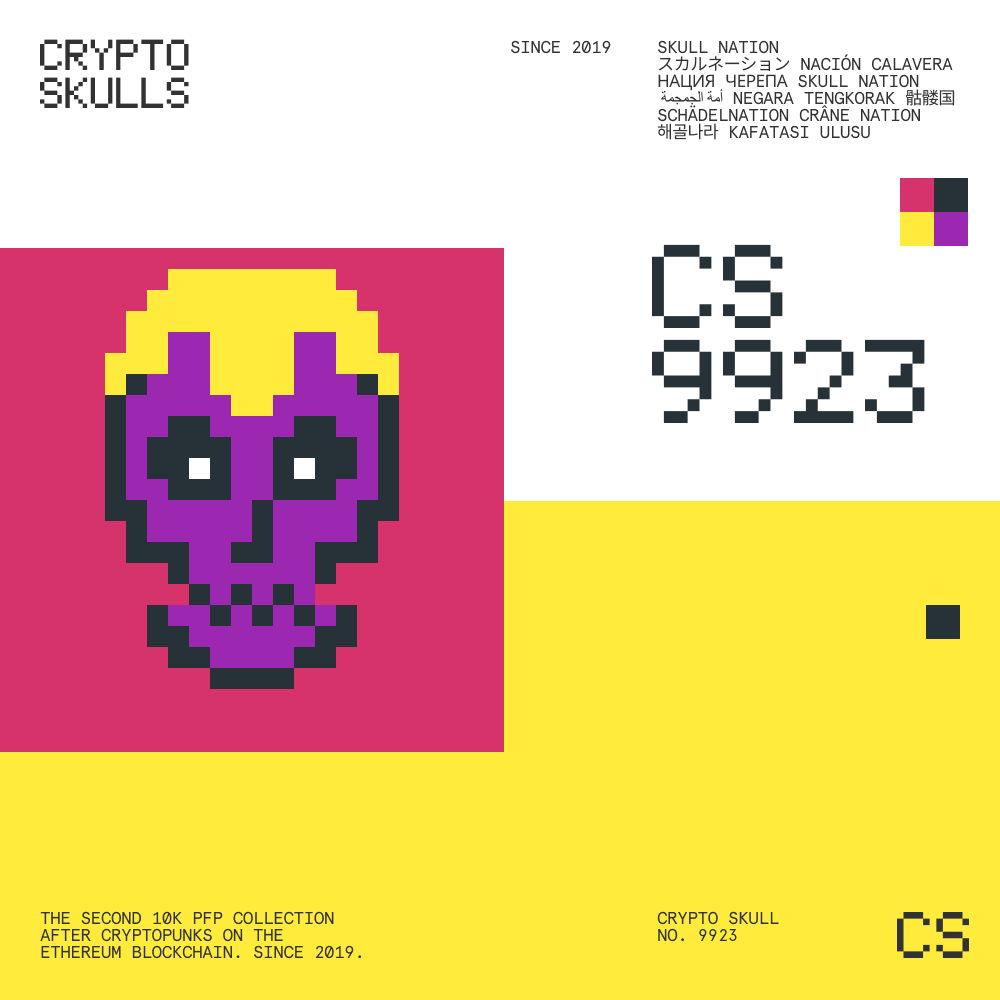 CRYPTO
SKULLS
SINCE 2019
SKULL NATION
スカルネーション NACIÓN CALAVERA
НАЦИЯ ЧЕРЕПА SKULL NATION
أمة الجمجمة NEGARA TENGKORAK 骷髅国
SCHÄDELNATION CRÂNE NATION
해골나라 KAFATASI ULUSU
CS
9923
THE SECOND 10K PFP COLLECTION
AFTER CRYPTOPUNKS ON THE
ETHEREUM BLOCKCHAIN. SINCE 2019.
CRYPTO SKULL
NO. 9923
CS